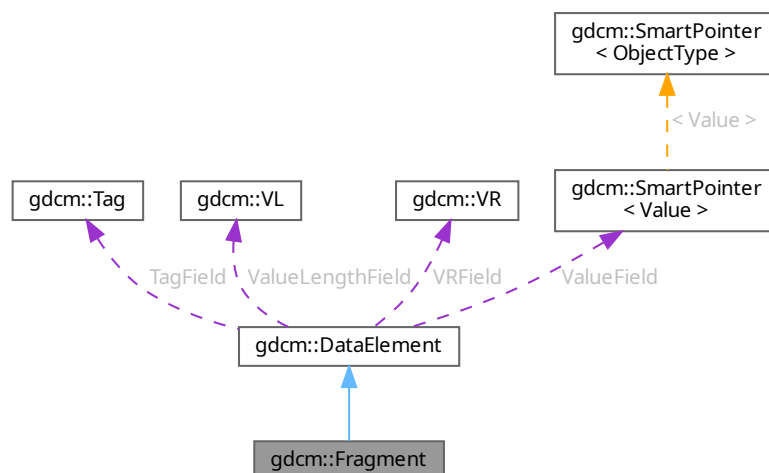 gdcm::SmartPointer
< ObjectType >
< Value >
gdcm::Tag
gdcm::VL
gdcm::VR
gdcm::SmartPointer
< Value >
TagField
ValueLengthField
VRField
ValueField
gdcm::DataElement
gdcm::Fragment